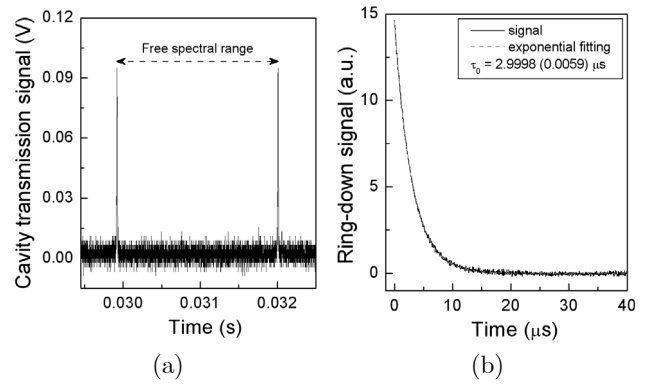 0.12
0.09
0.06
0.03
0.00
Cavity transmission signal (V)
Free spectral range
0.030
0.031
0.032
Time (s)
(a)
15
10
5
0
Ring-down signal (a.u.)
signal
exponential fitting
τ0 = 2.9998 (0.0059) μs
0
10
20
30
40
Time (μs)
(b)